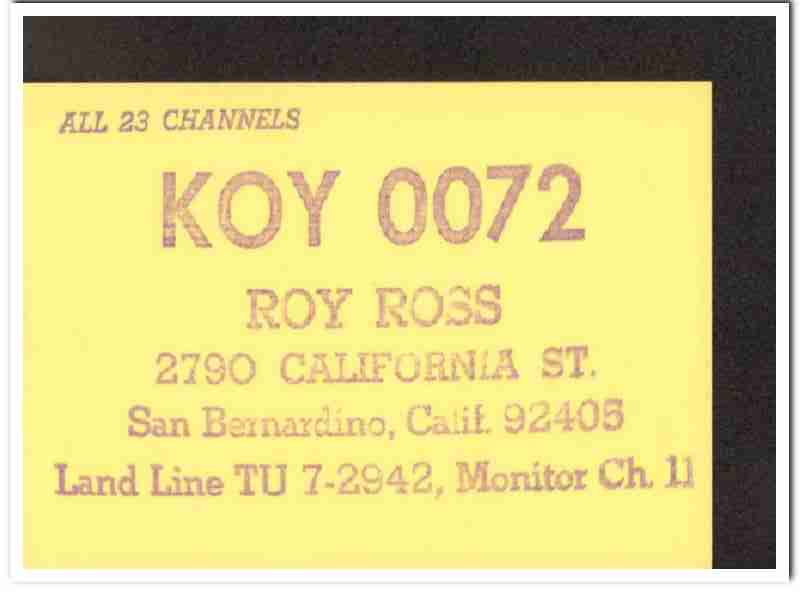 ALL 23 CHANNELS
KOY 0072
ROY ROSS
2790 CALIFORNIA ST.
San Bernardino, Calif. 92405
Land Line TU 7-2942, Monitor Ch. 11